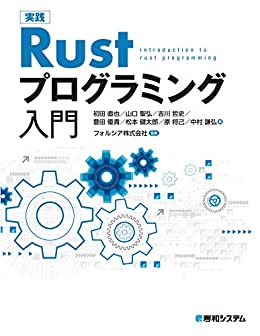 実践
Rust
introduction to
rust programming
プログラミング
入門
初田 直也／山口 聖弘／吉川 哲史／
豊田 優貴／松本 健太郎／原 将己／中村 謙弘 著
フォルシア株式会社 監修
秀和システム